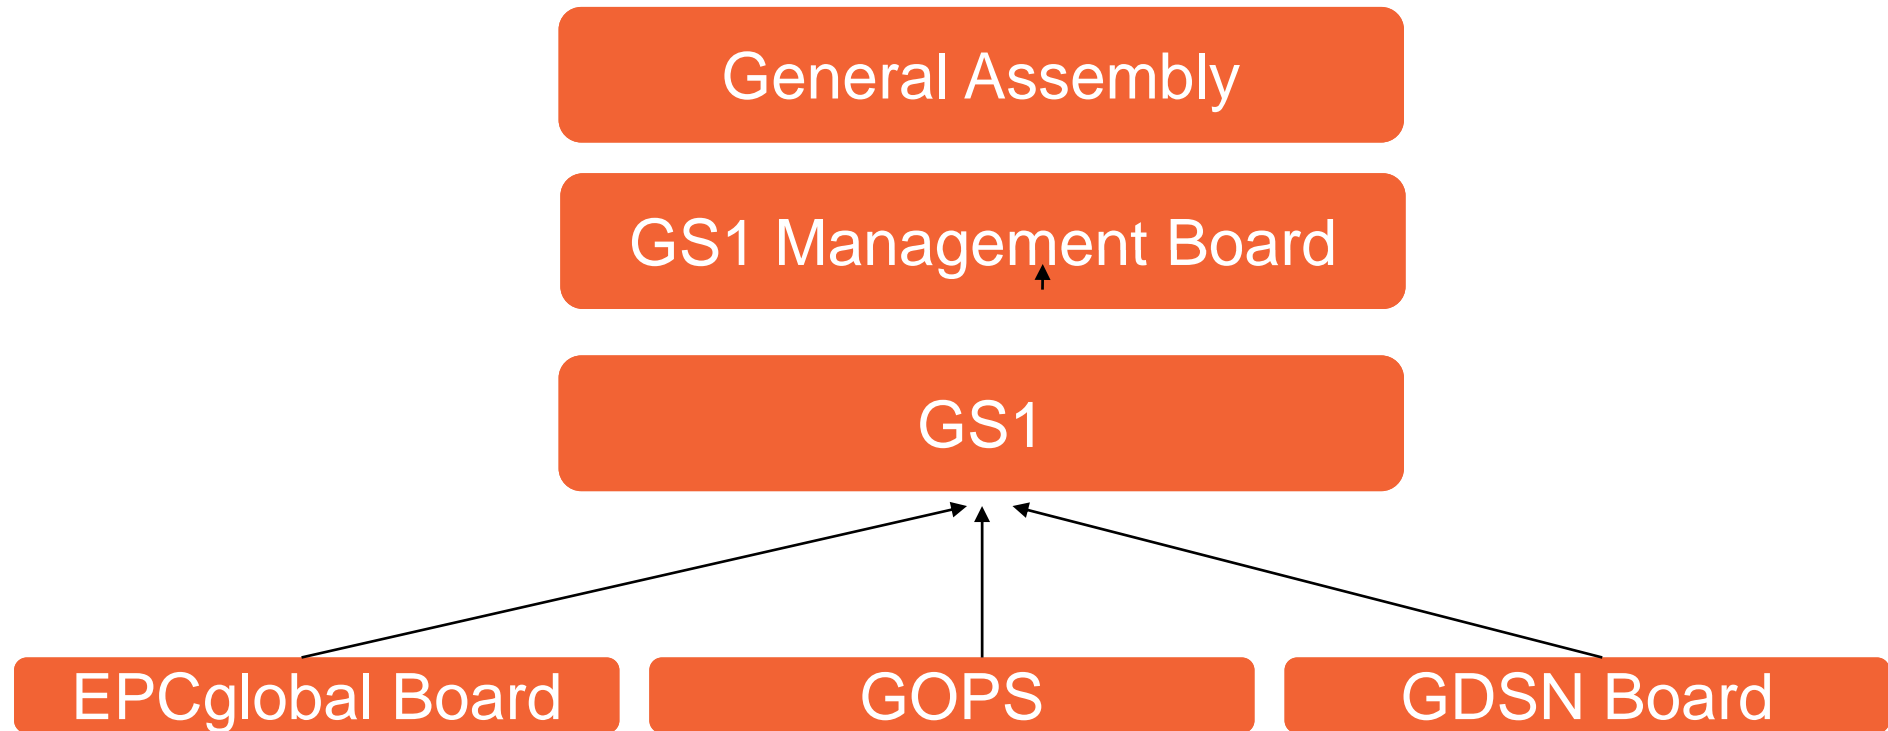 General Assembly
GS1 Management Board
GS1
EPCglobal Board
GOPS
GDSN Board